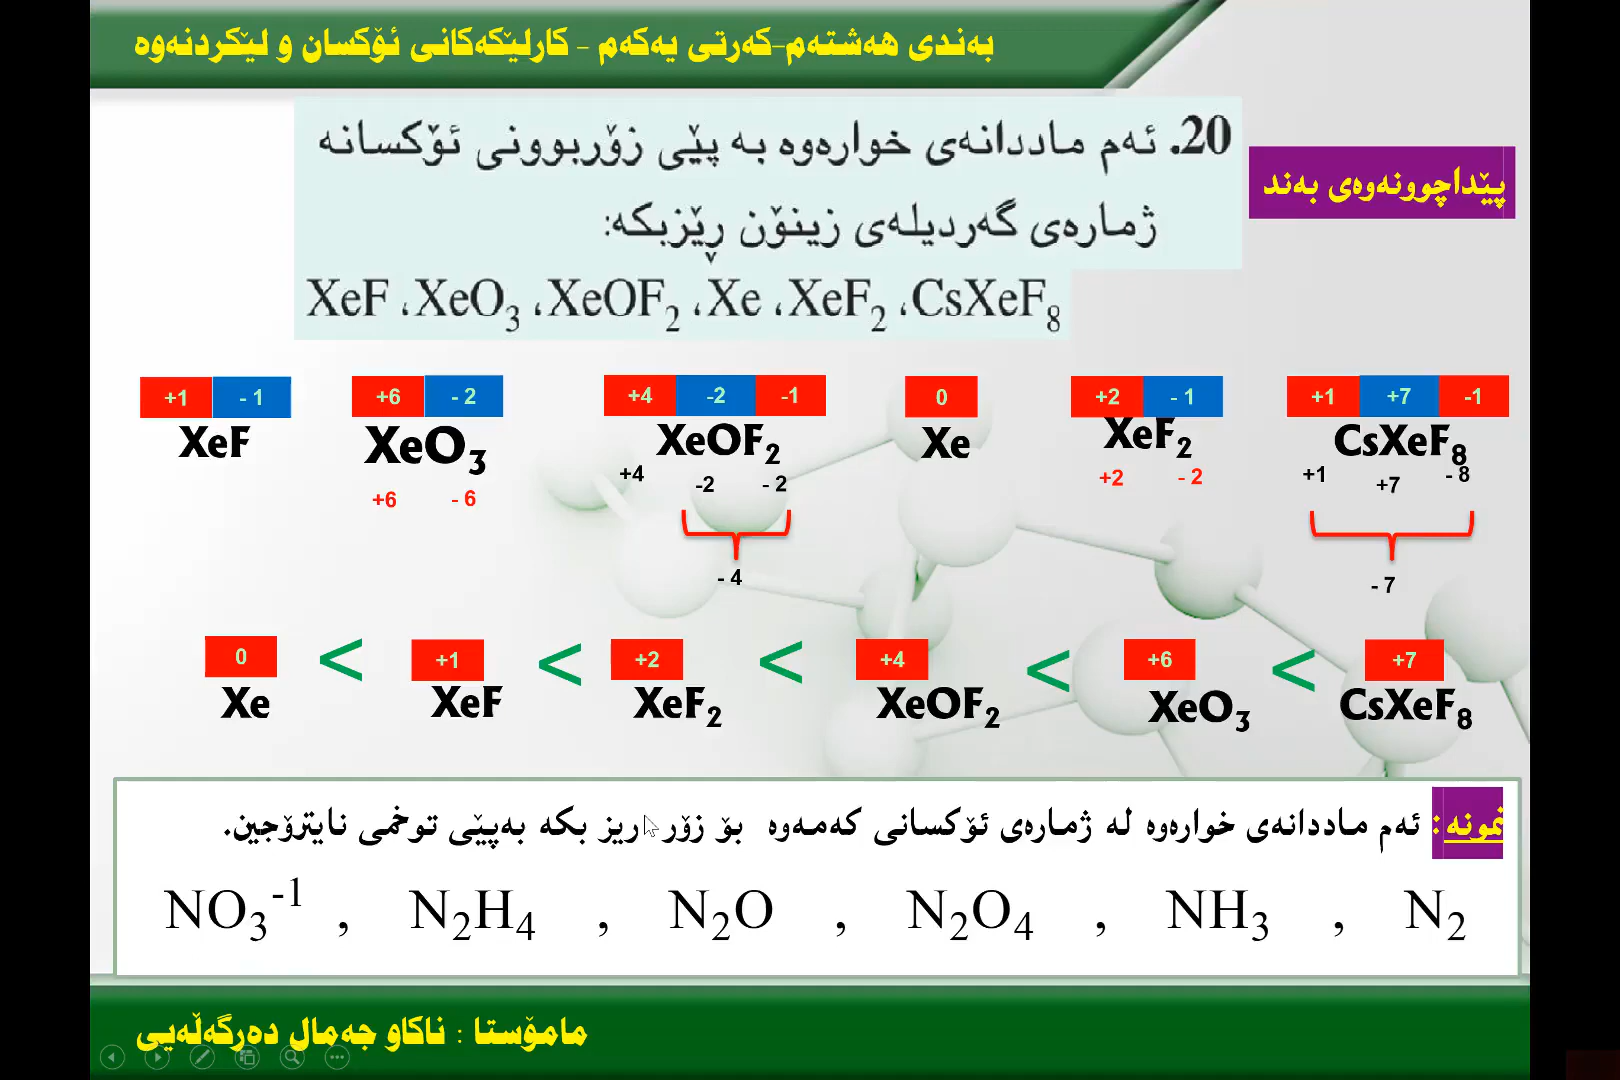 بەندی هەشتەم-کەرتی یەکەم - کارلێکەکانی ئۆکسان و لێکردنەوە
پێداچوونەوەی بەند
20. ئەم ماددانەی خوارەوە بە پێی زۆربوونی ئۆکسانە
ژمارەی گەردیلەی زینۆن ڕێزبکە:
XeF ، XeO₃ ، XeOF₂ ، Xe ، XeF₂ ، CsXeF₈
+1 - 1 +6 - 2 +4 -2 -1 0 +2 - 1 +1 +7 -1
XeF XeO₃ XeOF₂ Xe XeF₂ CsXeF₈
+6 - 6 +4 -2 - 2 +2 - 2 +1 +7 - 8
- 4 - 7
0 +1 +2 +4 +6 +7
Xe < XeF < XeF₂ < XeOF₂ < XeO₃ < CsXeF₈
نموونە: ئەم ماددانەی خوارەوە لە ژمارەی ئۆکسانی کەمەوە بۆ زۆر ریز بکە بەپێی توخمی نایترۆجین.
NO₃⁻¹ , N₂H₄ , N₂O , N₂O₄ , NH₃ , N₂
مامۆستا : ناکاو جەمال دەرگەڵەیی